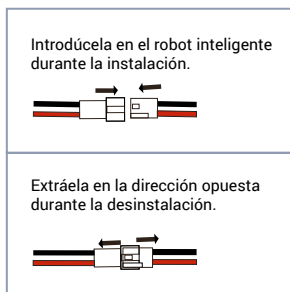 Introdúcela en el robot inteligente
durante la instalación.
Extráela en la dirección opuesta
durante la desinstalación.